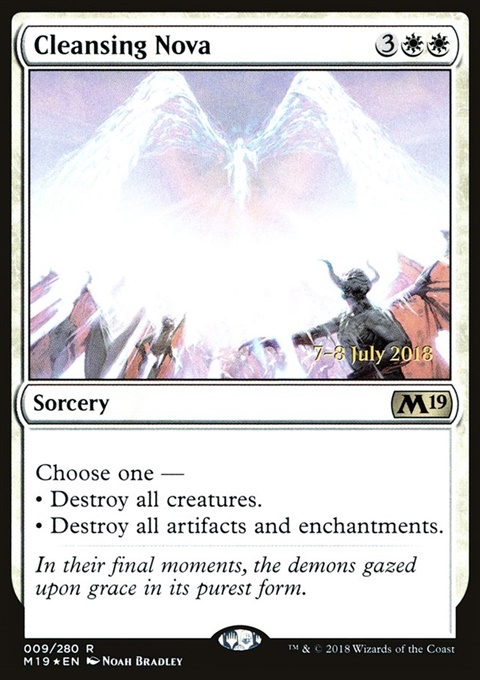 Cleansing Nova 3
7–8 July 2018
Sorcery M19
Choose one —
• Destroy all creatures.
• Destroy all artifacts and enchantments.
In their final moments, the demons gazed
upon grace in its purest form.
009/280 R ™ & © 2018 Wizards of the Coast
M19★EN Noah Bradley